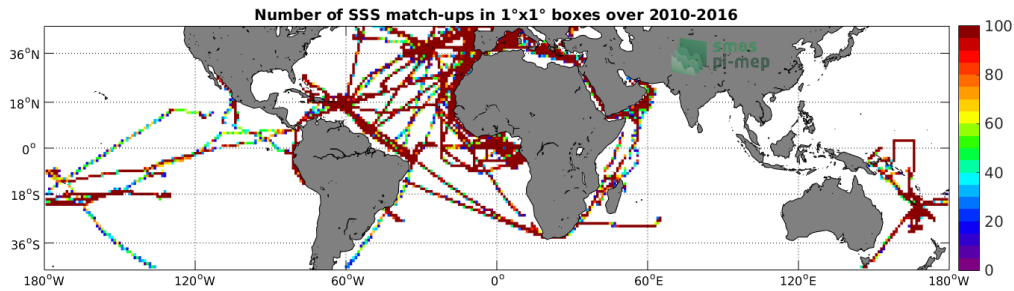 Number of SSS match-ups in 1°x1° boxes over 2010-2016
smos
pi-mep
36°N
18°N
0°
18°S
36°S
180°W
120°W
60°W
0°
60°E
120°E
180°W
100
80
60
40
20
0